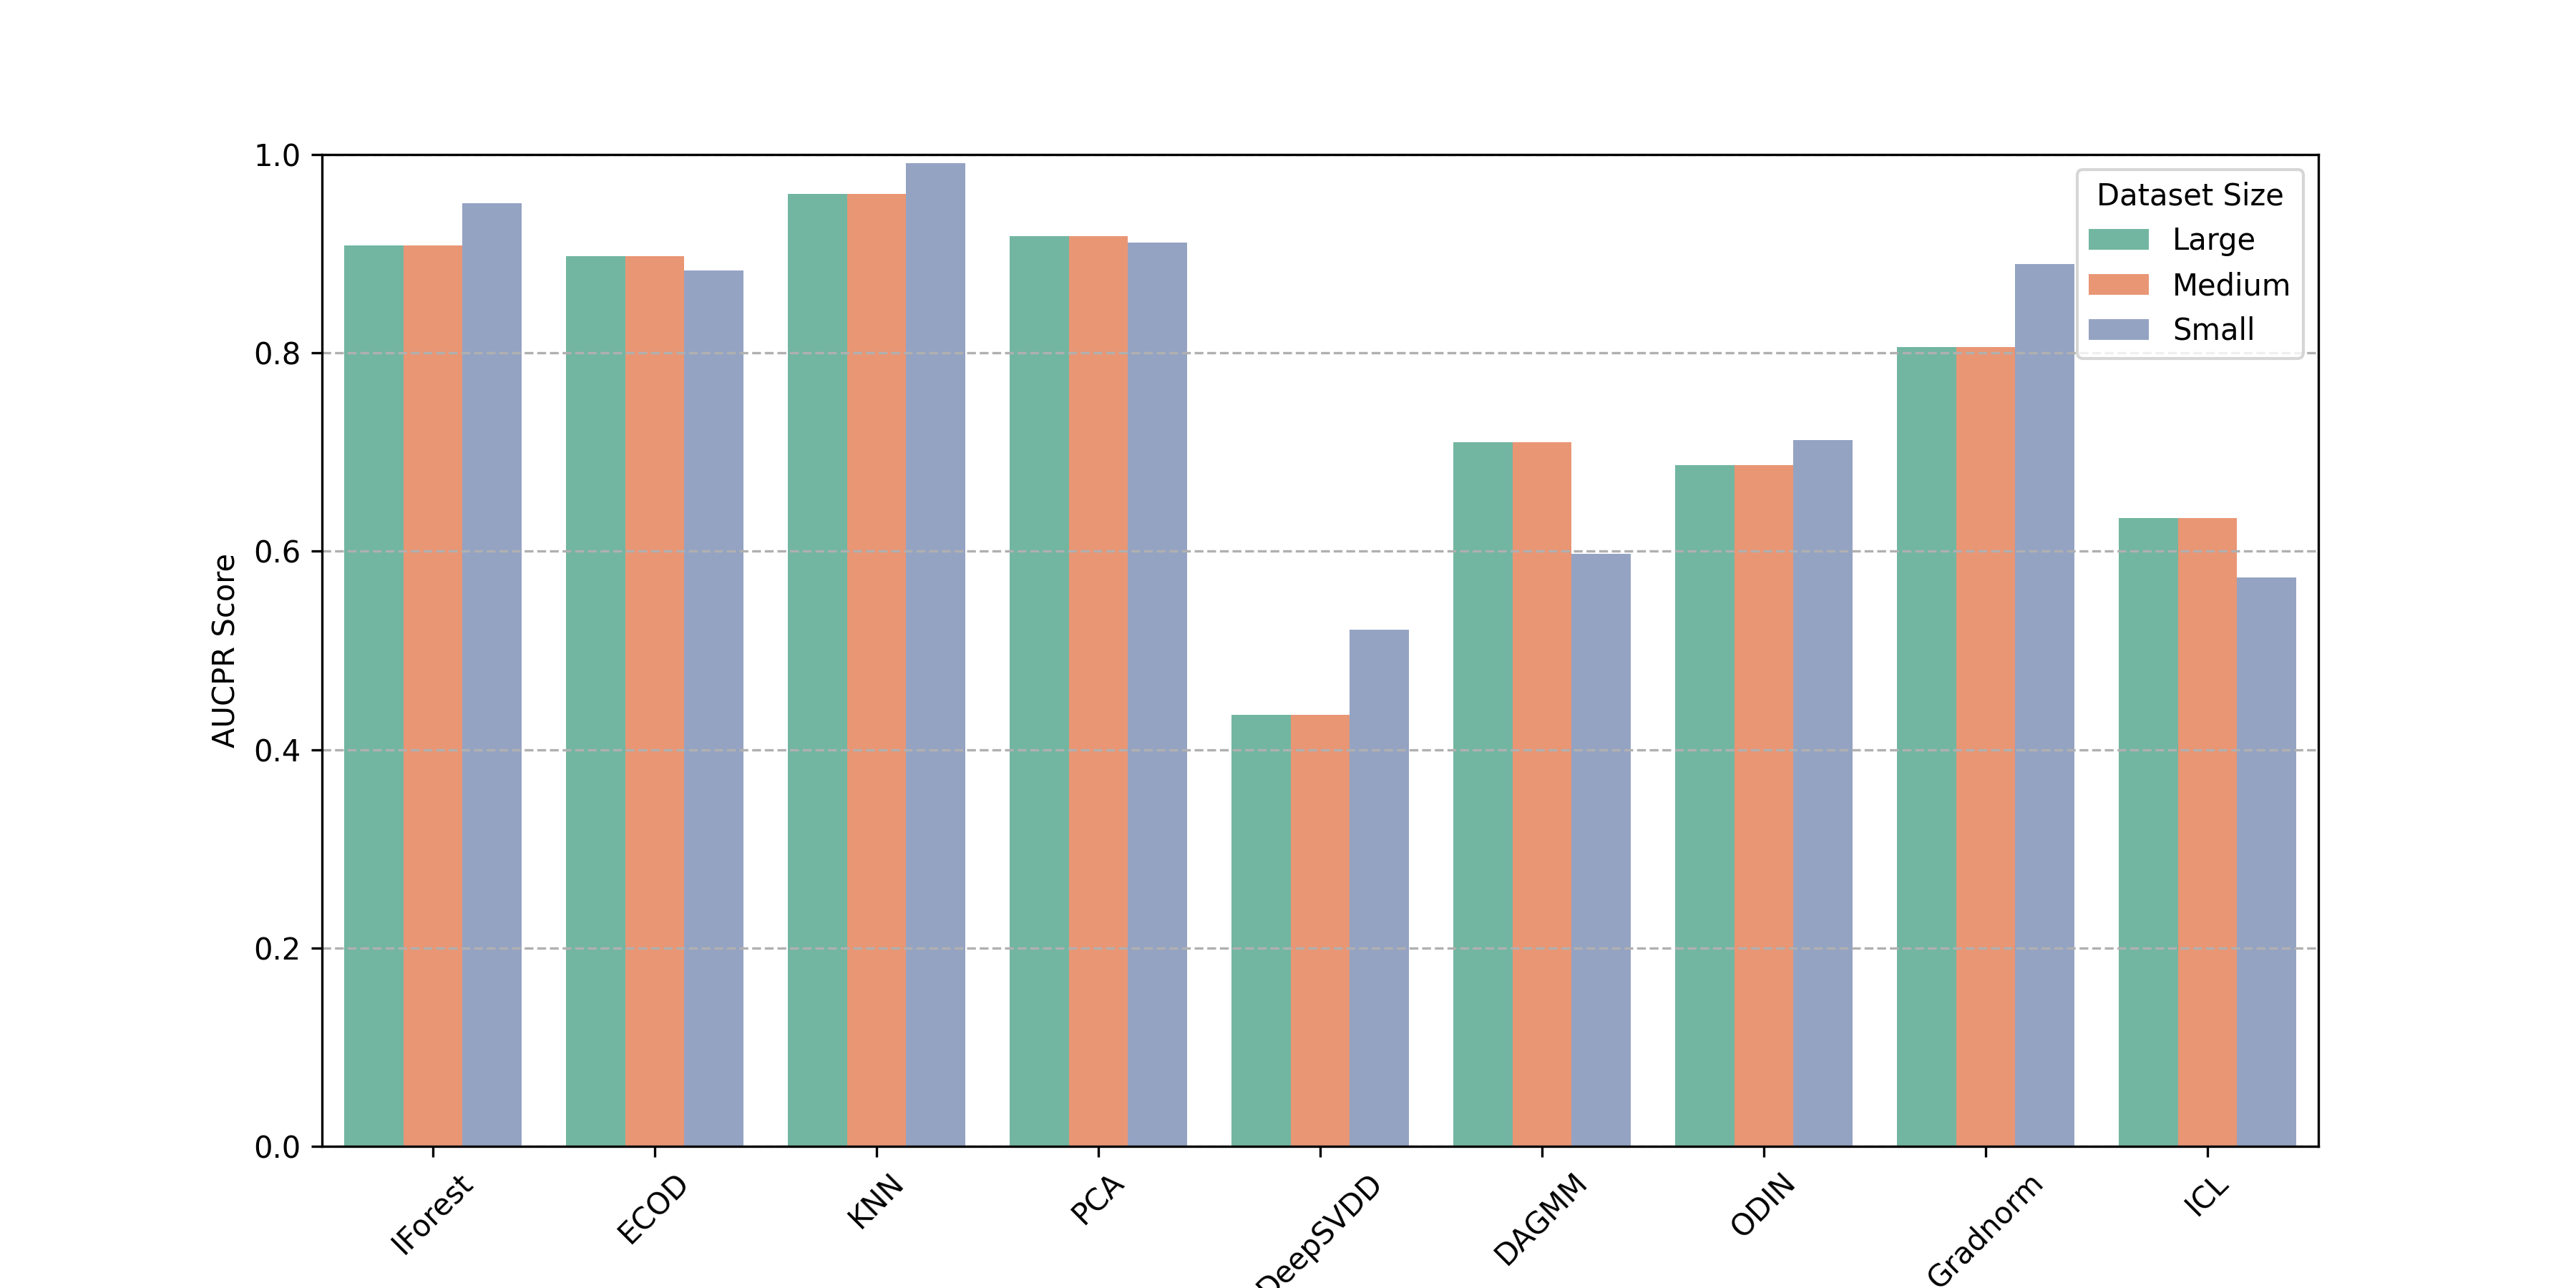 1.0
0.8
0.6
0.4
0.2
0.0
AUCPR Score
Dataset Size
Large
Medium
Small
IForest
ECOD
KNN
PCA
DeepSVDD
DAGMM
ODIN
Gradnorm
ICL